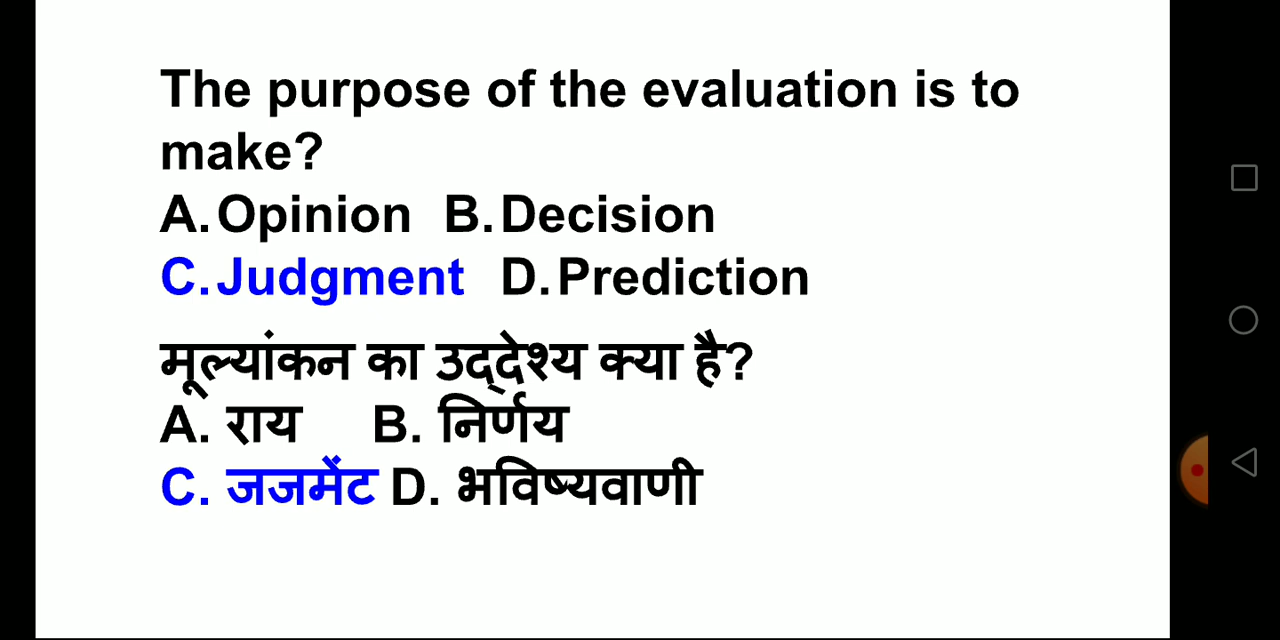 The purpose of the evaluation is to
make?
A. Opinion B. Decision
C. Judgment D. Prediction
मूल्यांकन का उद्‌देश्य क्या है?
A. राय B. निर्णय
C. जजमेंट D. भविष्यवाणी